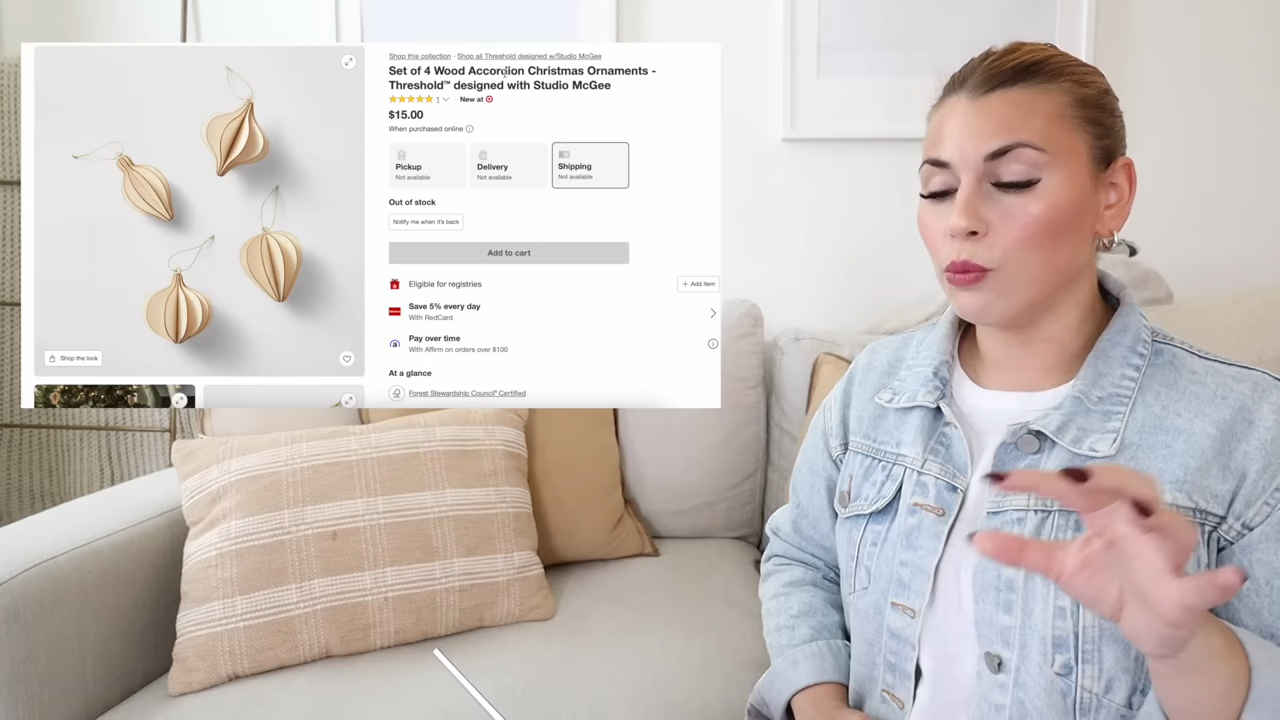 Shop this collection · Shop all Threshold designed w/Studio McGee
Set of 4 Wood Accordiion Christmas Ornaments -
Threshold™ designed with Studio McGee
1
New at
$15.00
When purchased online
Pickup
Not available
Delivery
Not available
Shipping
Not available
Out of stock
Notify me when it's back
Add to cart
Eligible for registries
+ Add item
Save 5% every day
With RedCard
Pay over time
With Affirm on orders over $100
a
Shop the look
At a glance
Forest Stewardship Council® Certified